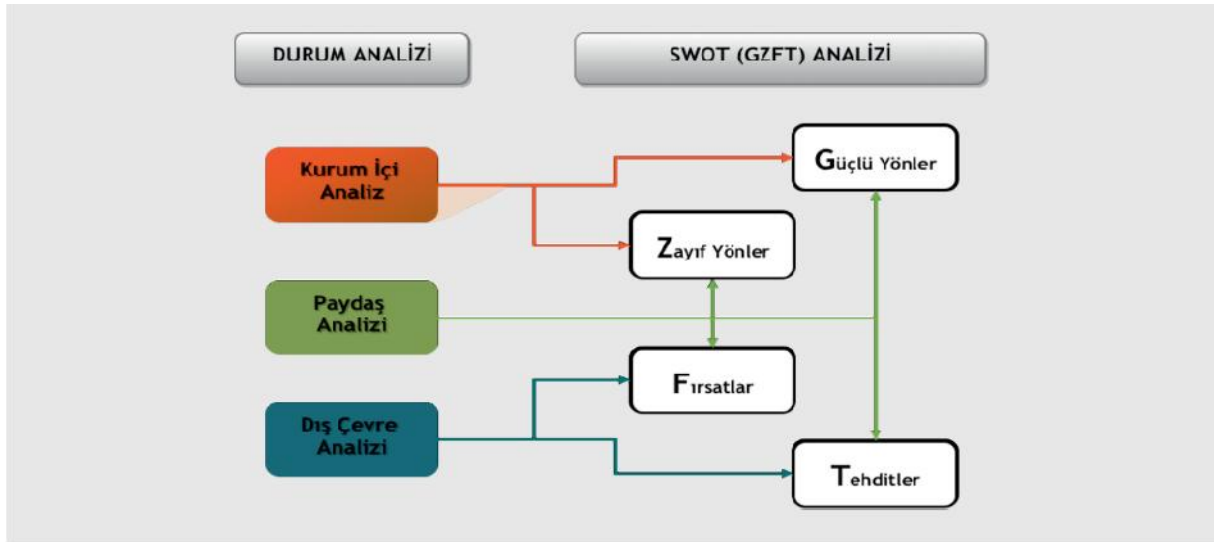 DURUM ANALİZİ
SWOT (GZFT) ANALİZİ
Kurum İçi
Analiz
Güçlü Yönler
Zayıf Yönler
Paydaş
Analizi
Fırsatlar
Dış Çevre
Analizi
Tehditler